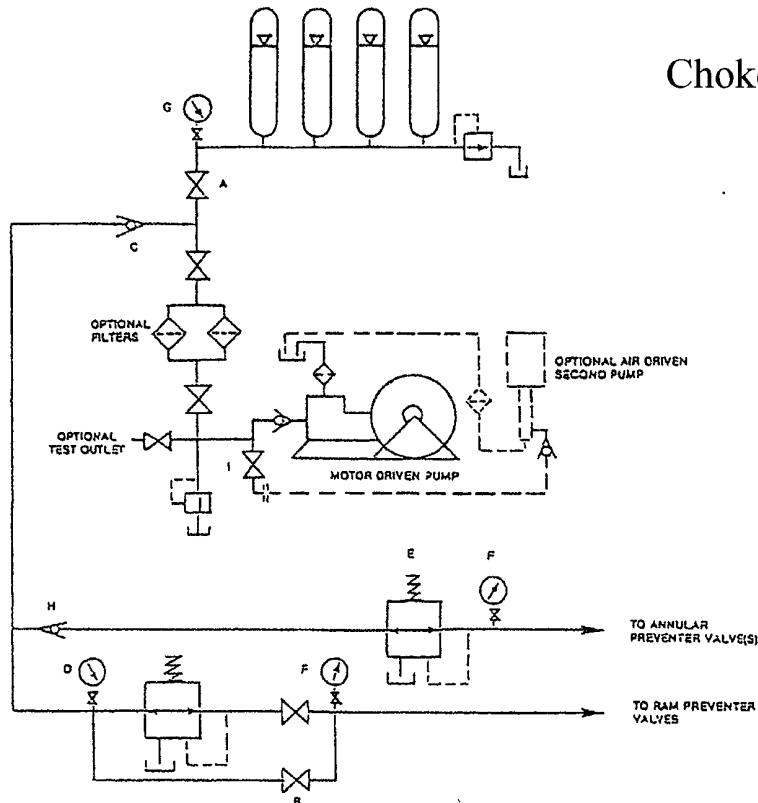 Chok
G
A
C
OPTIONAL
FILTERS
OPTIONAL AIR DRIVEN
SECOND PUMP
OPTIONAL
TEST OUTLET
I
MOTOR DRIVEN PUMP
E
F
H
TO ANNULAR
PREVENTER VALVE(S)
D
F
TO RAM PREVENTER
VALVES